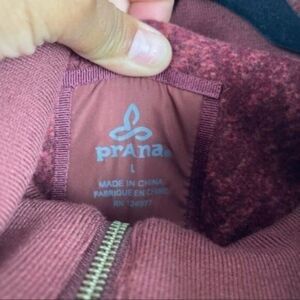 prAna.
L
MADE IN CHINA
FABRIQUÉ EN CHINE